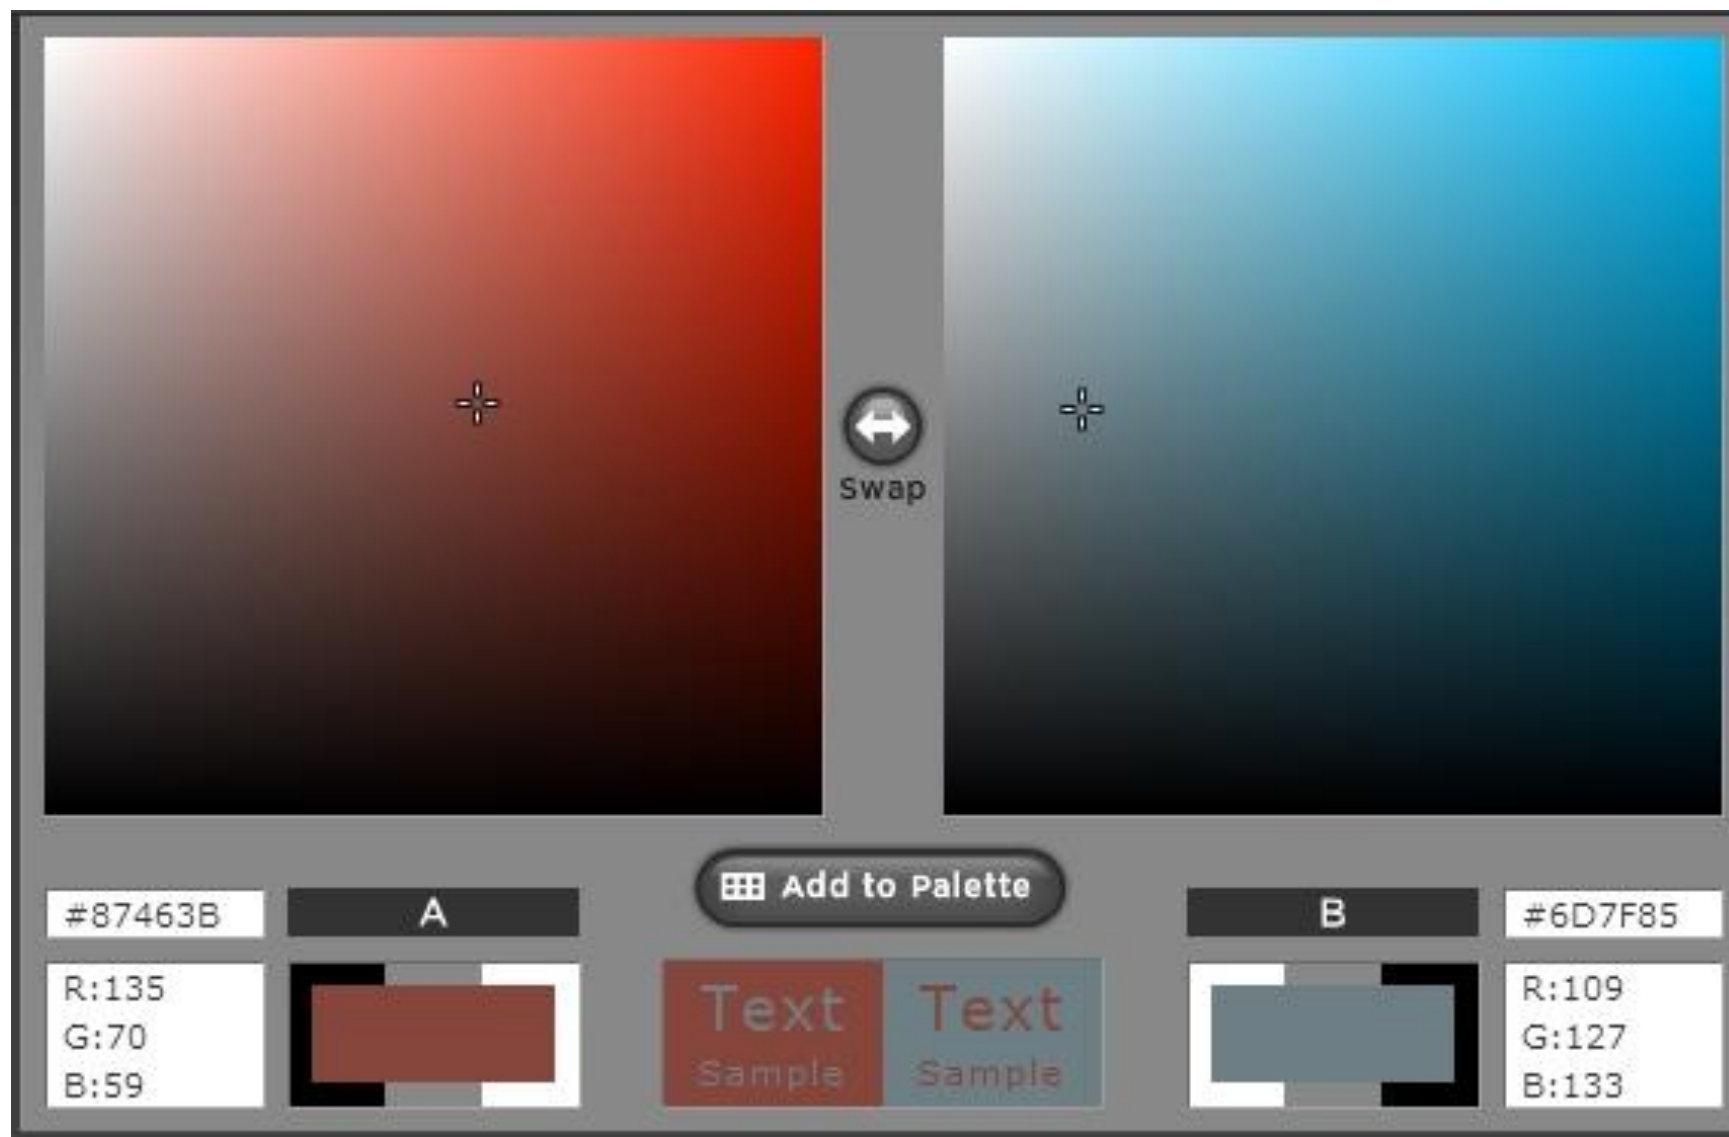 Swap
Add to Palette
#87463B
A
B
#6D7F85
R:135
G:70
B:59
Text
Sample
Text
Sample
R:109
G:127
B:133